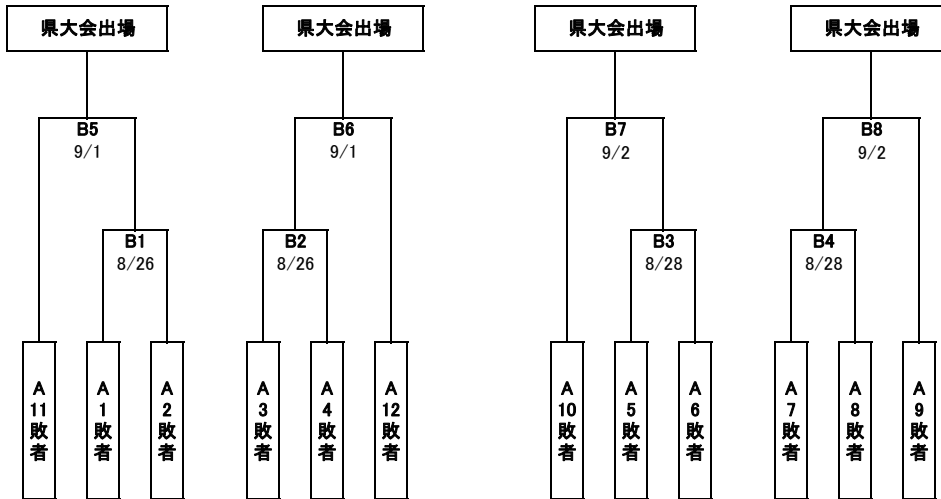 県大会出場
県大会出場
県大会出場
県大会出場
B5
9/1
B6
9/1
B7
9/2
B8
9/2
B1
8/26
B2
8/26
B3
8/28
B4
8/28
A11敗者
A1敗者
A2敗者
A3敗者
A4敗者
A12敗者
A10敗者
A5敗者
A6敗者
A7敗者
A8敗者
A9敗者